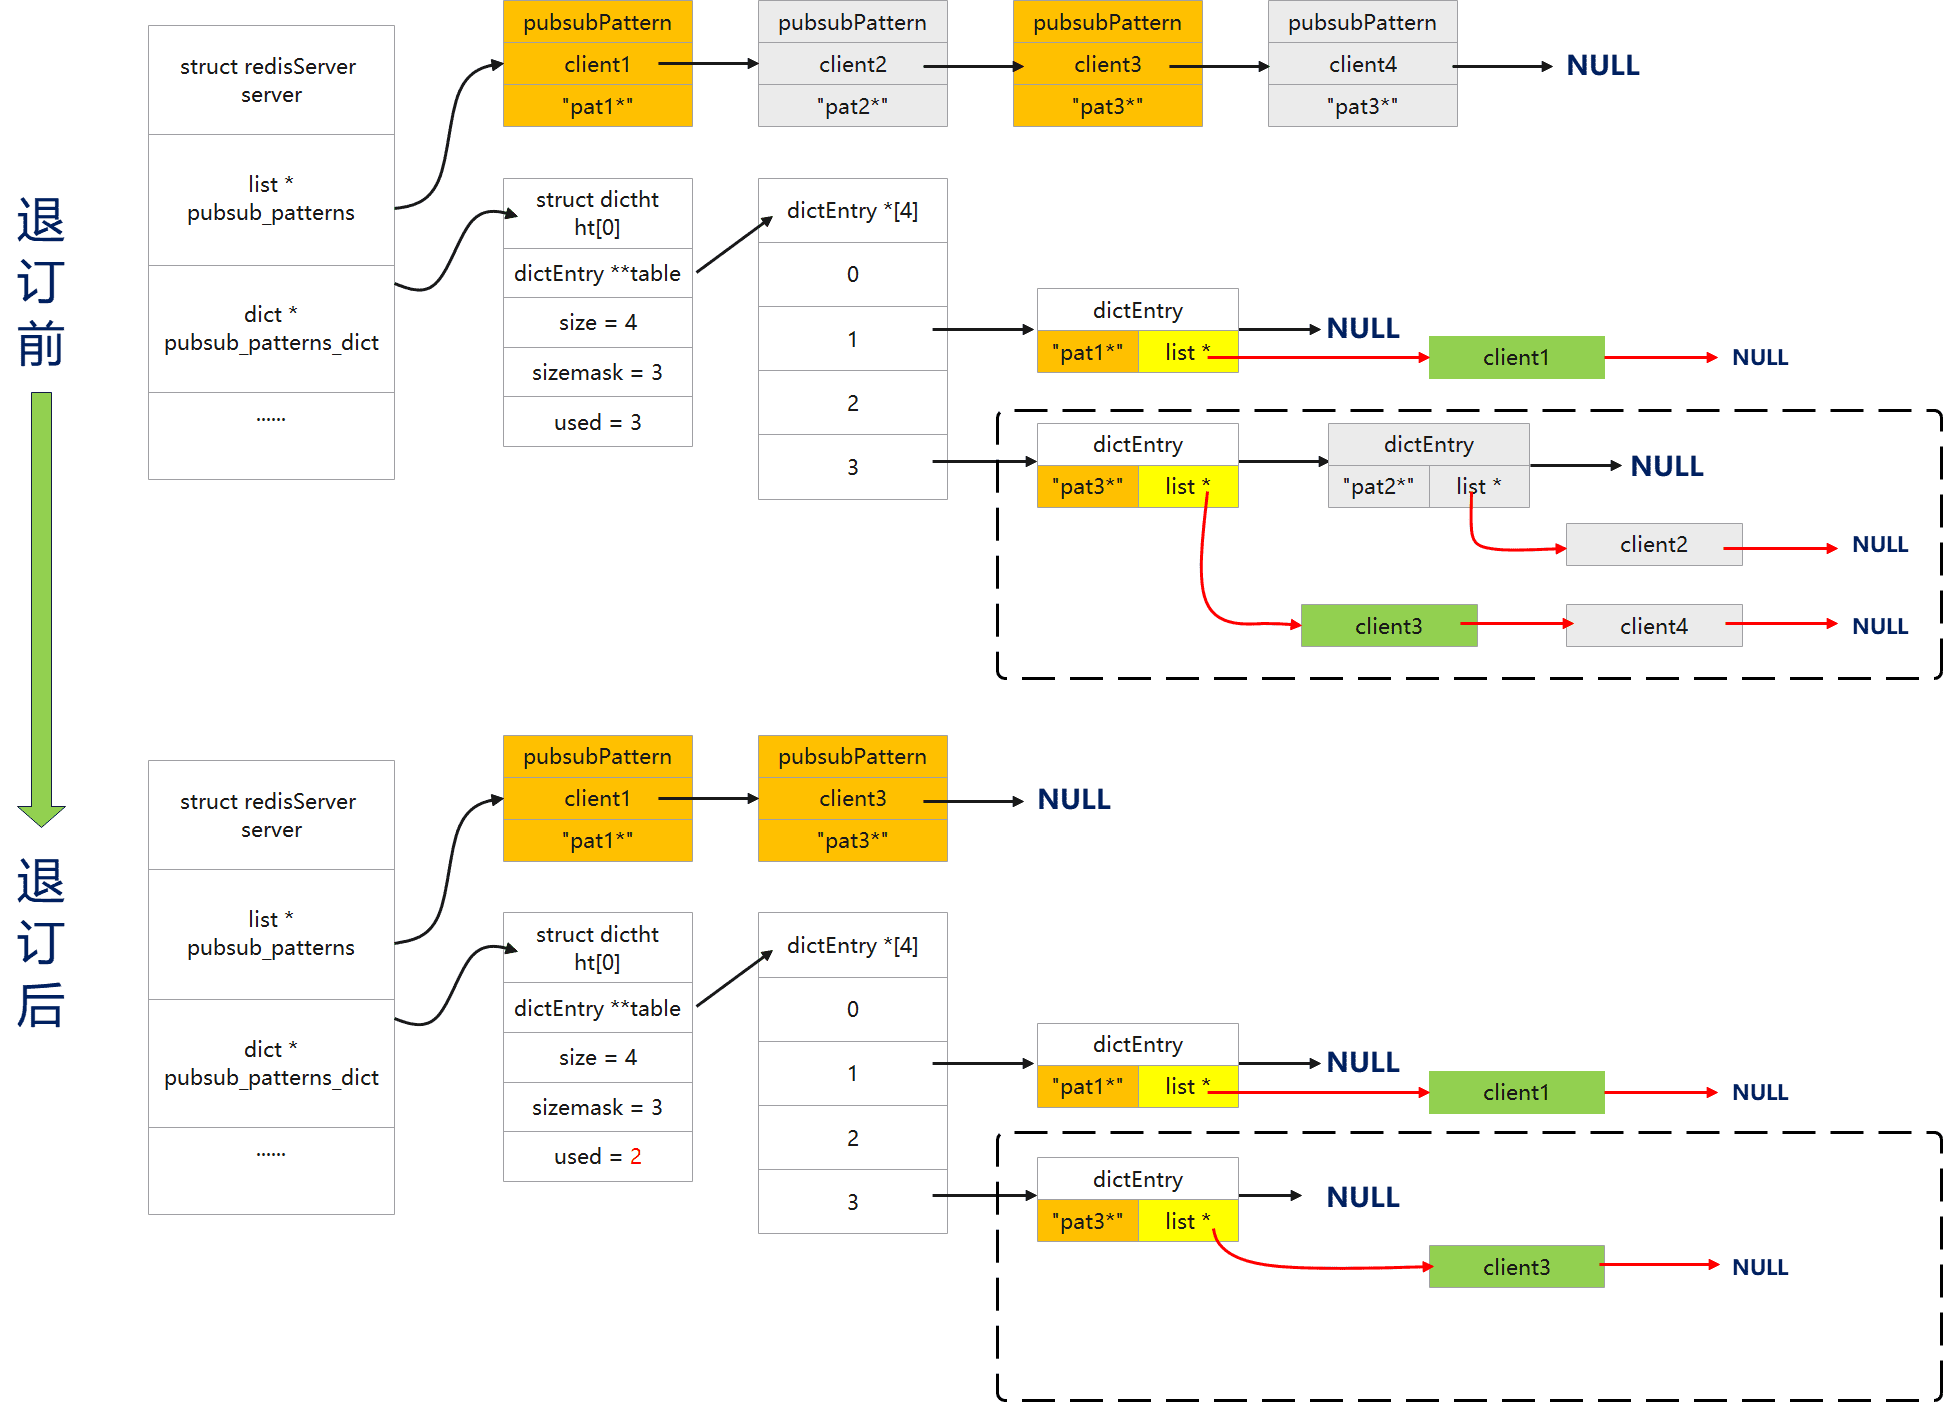 退
订
前
struct redisServer
server
list *
pubsub_patterns
dict *
pubsub_patterns_dict
......
pubsubPattern
client1
"pat1*"
pubsubPattern
client2
"pat2*"
pubsubPattern
client3
"pat3*"
pubsubPattern
client4
"pat3*"
NULL
struct dictht
ht[0]
dictEntry **table
size = 4
sizemask = 3
used = 3
dictEntry *[4]
0
1
2
3
dictEntry
"pat1*"
list *
NULL
client1
NULL
dictEntry
"pat3*"
list *
dictEntry
"pat2*"
list *
NULL
client2
NULL
client3
client4
NULL
退
订
后
struct redisServer
server
list *
pubsub_patterns
dict *
pubsub_patterns_dict
......
pubsubPattern
client1
"pat1*"
pubsubPattern
client3
"pat3*"
NULL
struct dictht
ht[0]
dictEntry **table
size = 4
sizemask = 3
used = 2
dictEntry *[4]
0
1
2
3
dictEntry
"pat1*"
list *
NULL
client1
NULL
dictEntry
"pat3*"
list *
NULL
client3
NULL